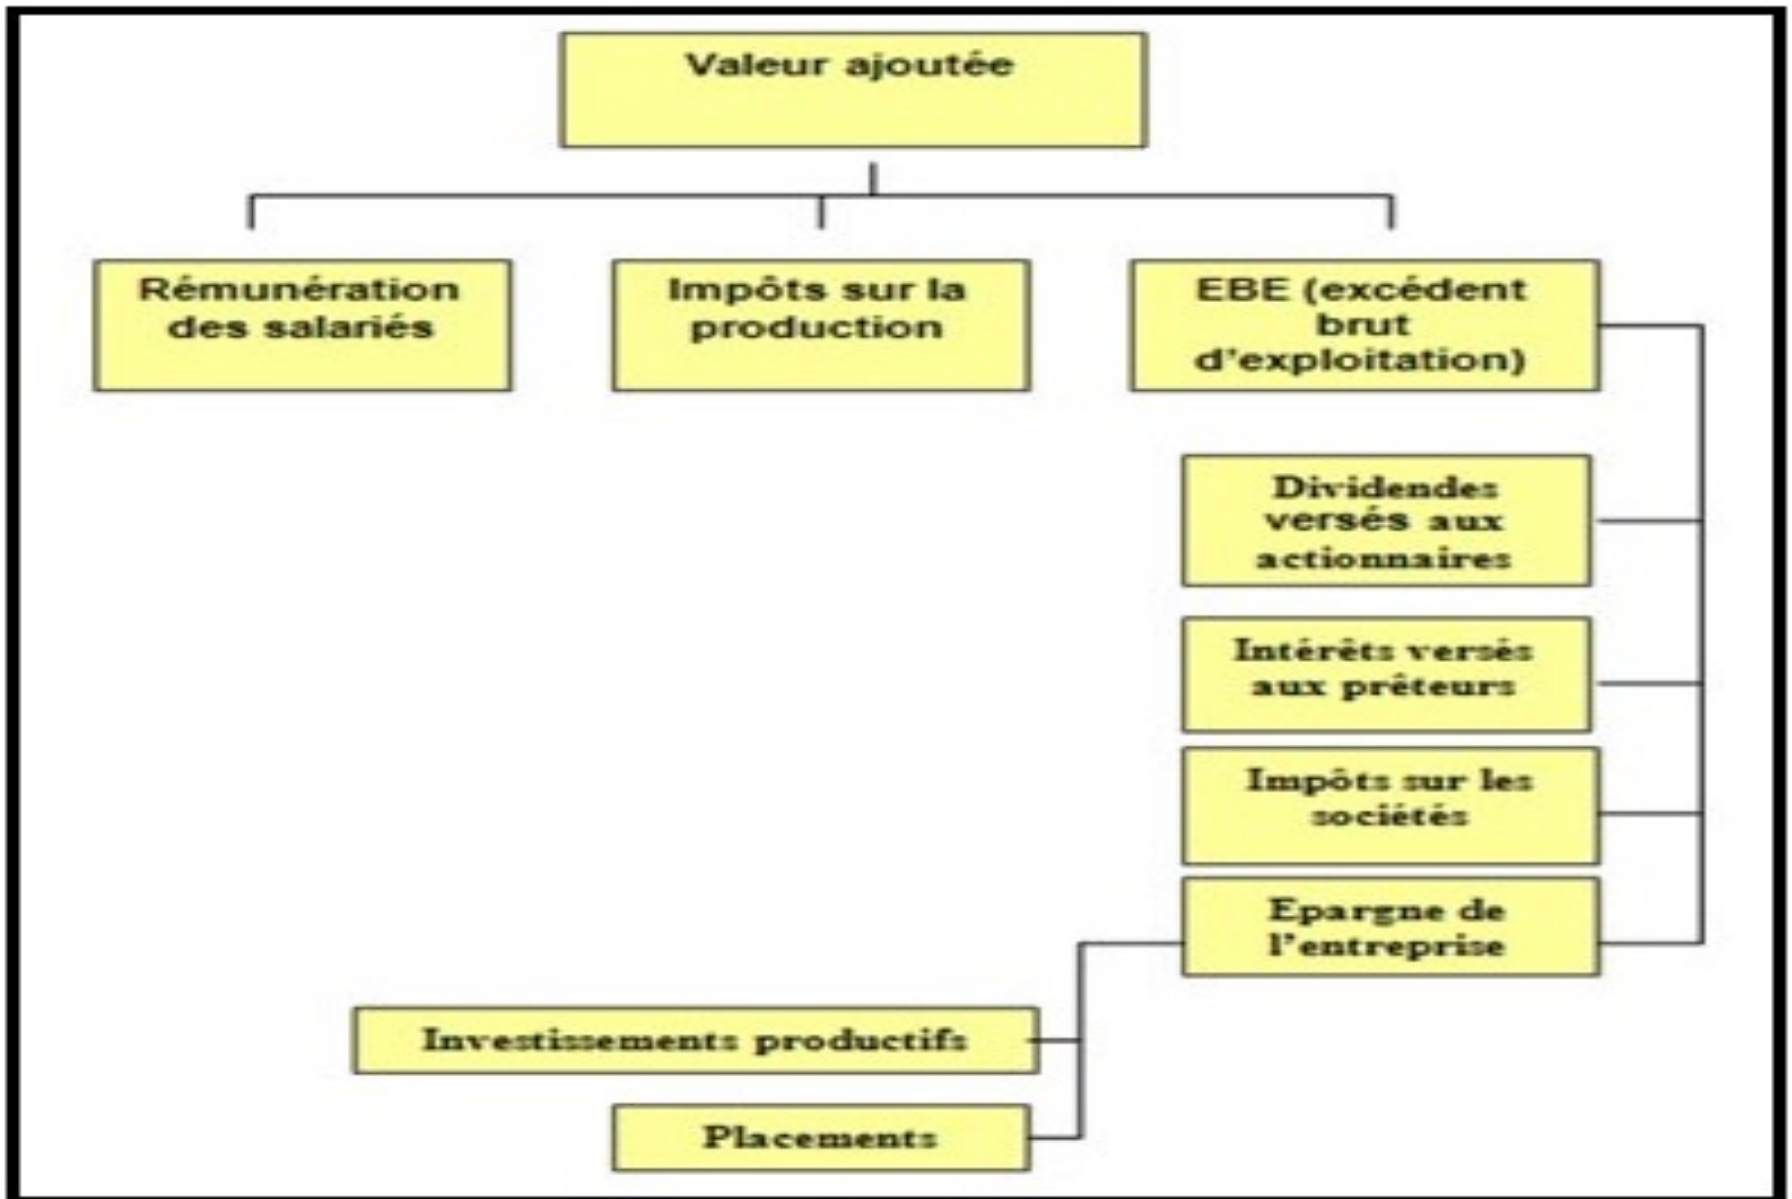 Valeur ajoutée
Rémunération
des salariés
Impôts sur la
production
EBE (excédent
brut
d'exploitation)
Dividendes
versés aux
actionnaires
Intérêts versés
aux prêteurs
Impôts sur les
sociétés
Epargne de
l'entreprise
Investissements productifs
Placements